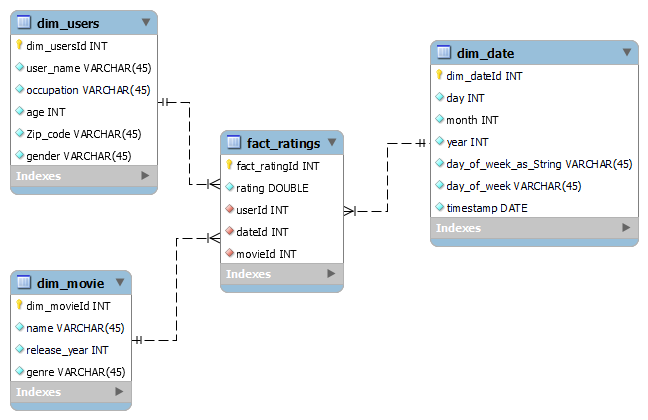 dim_users
dim_usersId INT
user_name VARCHAR(45)
occupation VARCHAR(45)
age INT
Zip_code VARCHAR(45)
gender VARCHAR(45)
Indexes
dim_movie
dim_movieId INT
name VARCHAR(45)
release_year INT
genre VARCHAR(45)
Indexes
fact_ratings
fact_ratingId INT
rating DOUBLE
userId INT
dateId INT
movieId INT
Indexes
dim_date
dim_dateId INT
day INT
month INT
year INT
day_of_week_as_String VARCHAR(45)
day_of_week VARCHAR(45)
timestamp DATE
Indexes